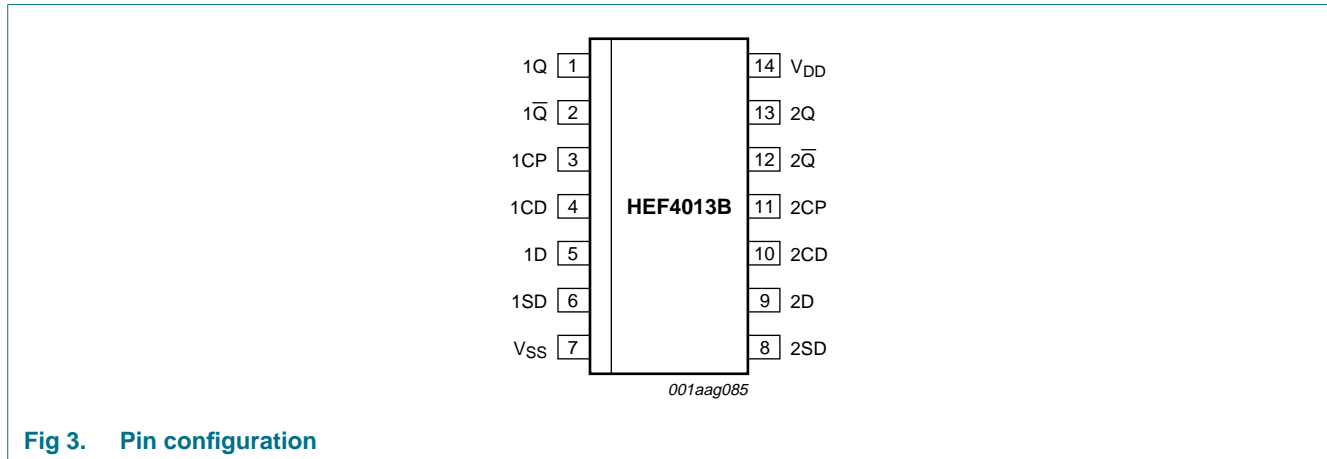 1Q 1 14 VDD
1Q̅ 2 13 2Q
1CP 3 12 2Q̅
1CD 4 HEF4013B 11 2CP
1D 5 10 2CD
1SD 6 9 2D
VSS 7 8 2SD
001aag085
Fig 3. Pin configuration